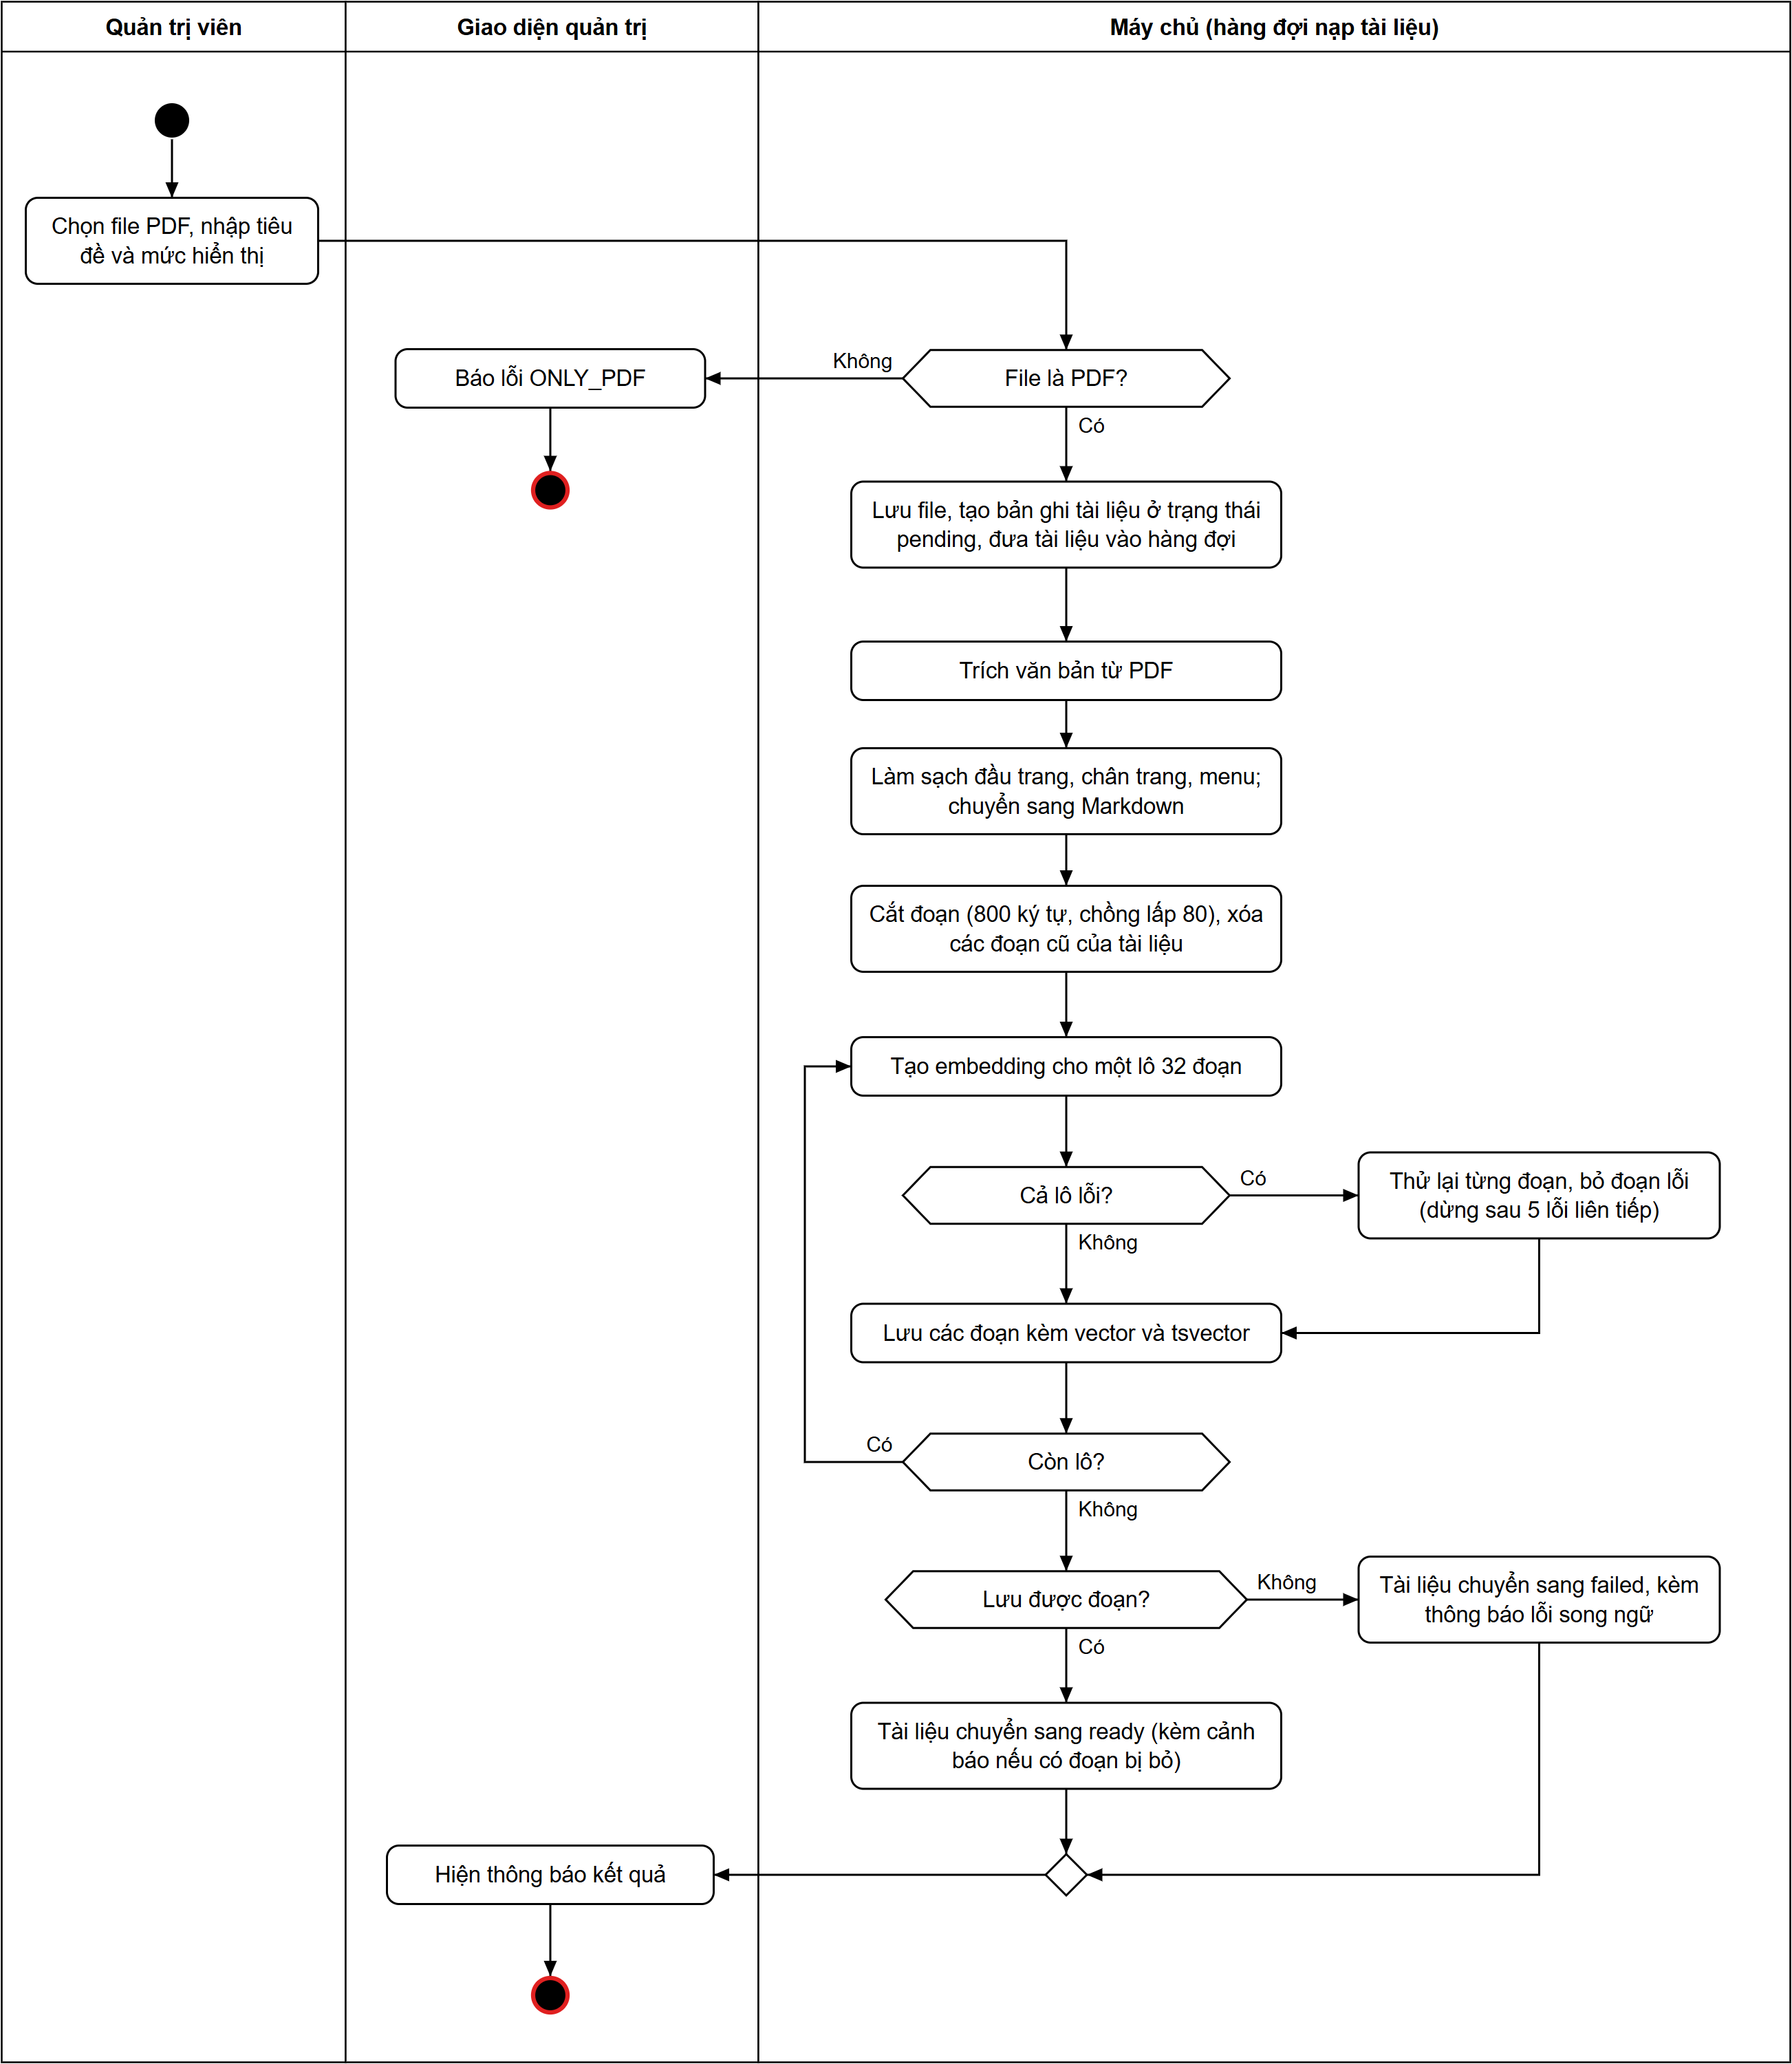 Quản trị viên
Giao diện quản trị
Máy chủ (hàng đợi nạp tài liệu)
Chọn file PDF, nhập tiêu
đề và mức hiển thị
Báo lỗi ONLY_PDF
Không
File là PDF?
Có
Lưu file, tạo bản ghi tài liệu ở trạng thái
pending, đưa tài liệu vào hàng đợi
Trích văn bản từ PDF
Làm sạch đầu trang, chân trang, menu;
chuyển sang Markdown
Cắt đoạn (800 ký tự, chồng lấp 80), xóa
các đoạn cũ của tài liệu
Tạo embedding cho một lô 32 đoạn
Cả lô lỗi?
Có
Thử lại từng đoạn, bỏ đoạn lỗi
(dừng sau 5 lỗi liên tiếp)
Không
Lưu các đoạn kèm vector và tsvector
Có
Còn lô?
Không
Lưu được đoạn?
Không
Tài liệu chuyển sang failed, kèm
thông báo lỗi song ngữ
Có
Tài liệu chuyển sang ready (kèm cảnh
báo nếu có đoạn bị bỏ)
Hiện thông báo kết quả